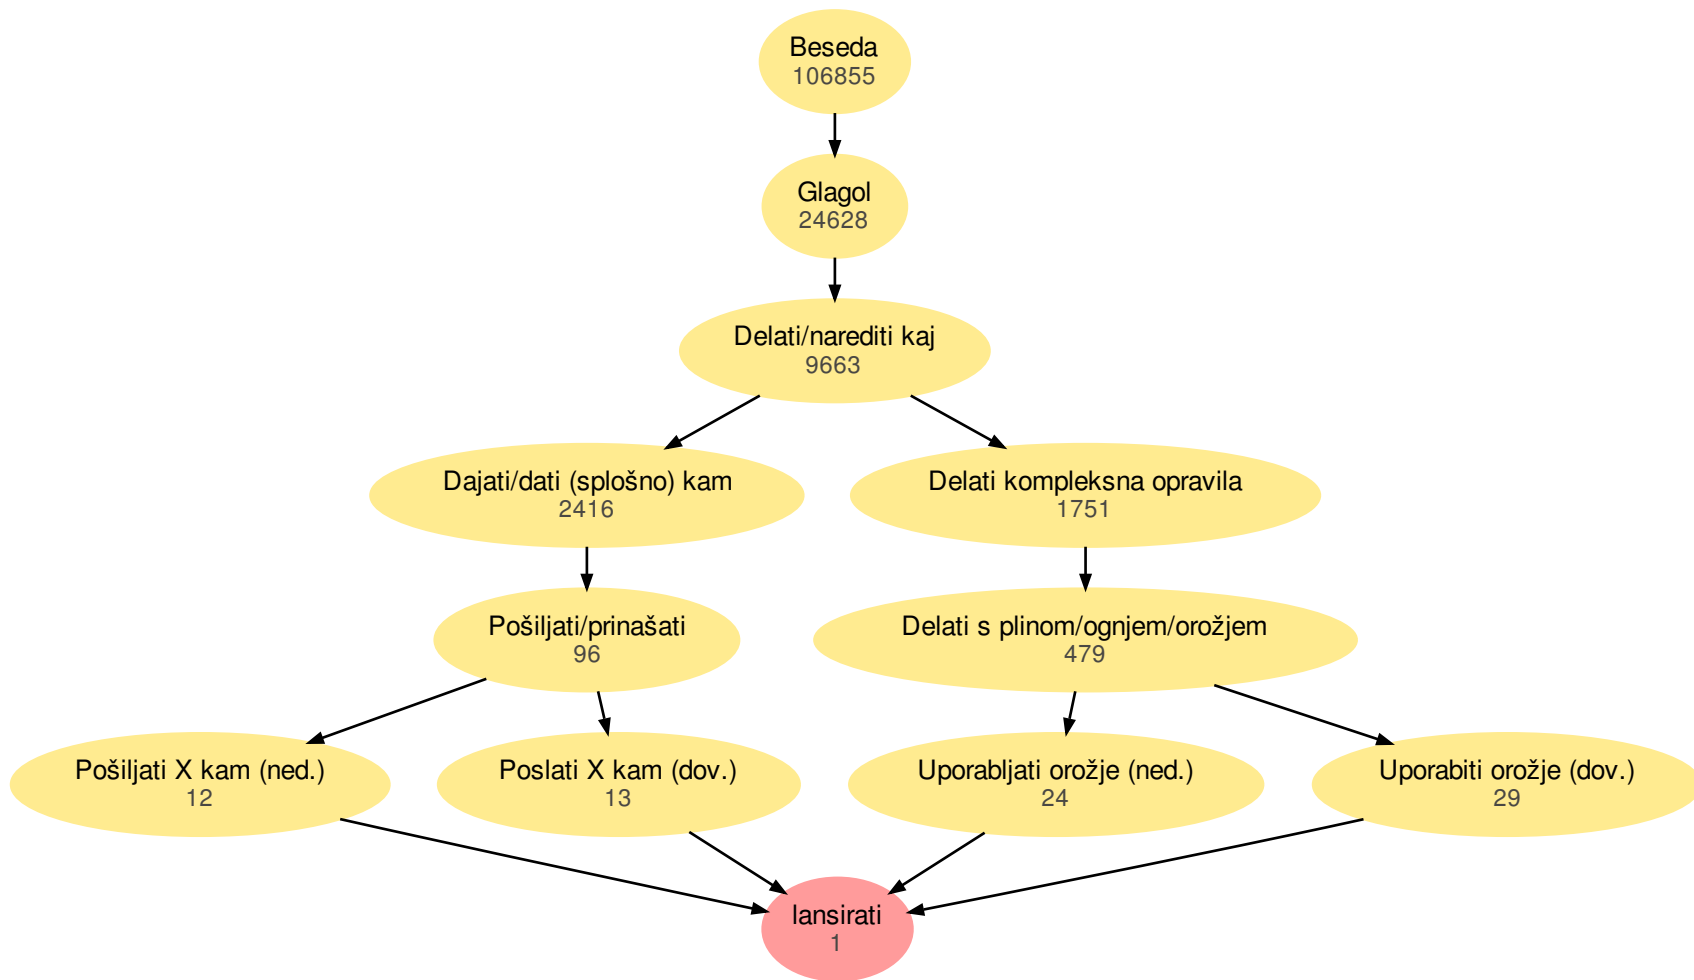 Beseda
106855
Glagol
24628
Delati/narediti kaj
9663
Dajati/dati (splošno) kam
2416
Delati kompleksna opravila
1751
Pošiljati/prinašati
96
Delati s plinom/ognjem/orožjem
479
Pošiljati X kam (ned.)
12
Poslati X kam (dov.)
13
Uporabljati orožje (ned.)
24
Uporabiti orožje (dov.)
29
lansirati
1